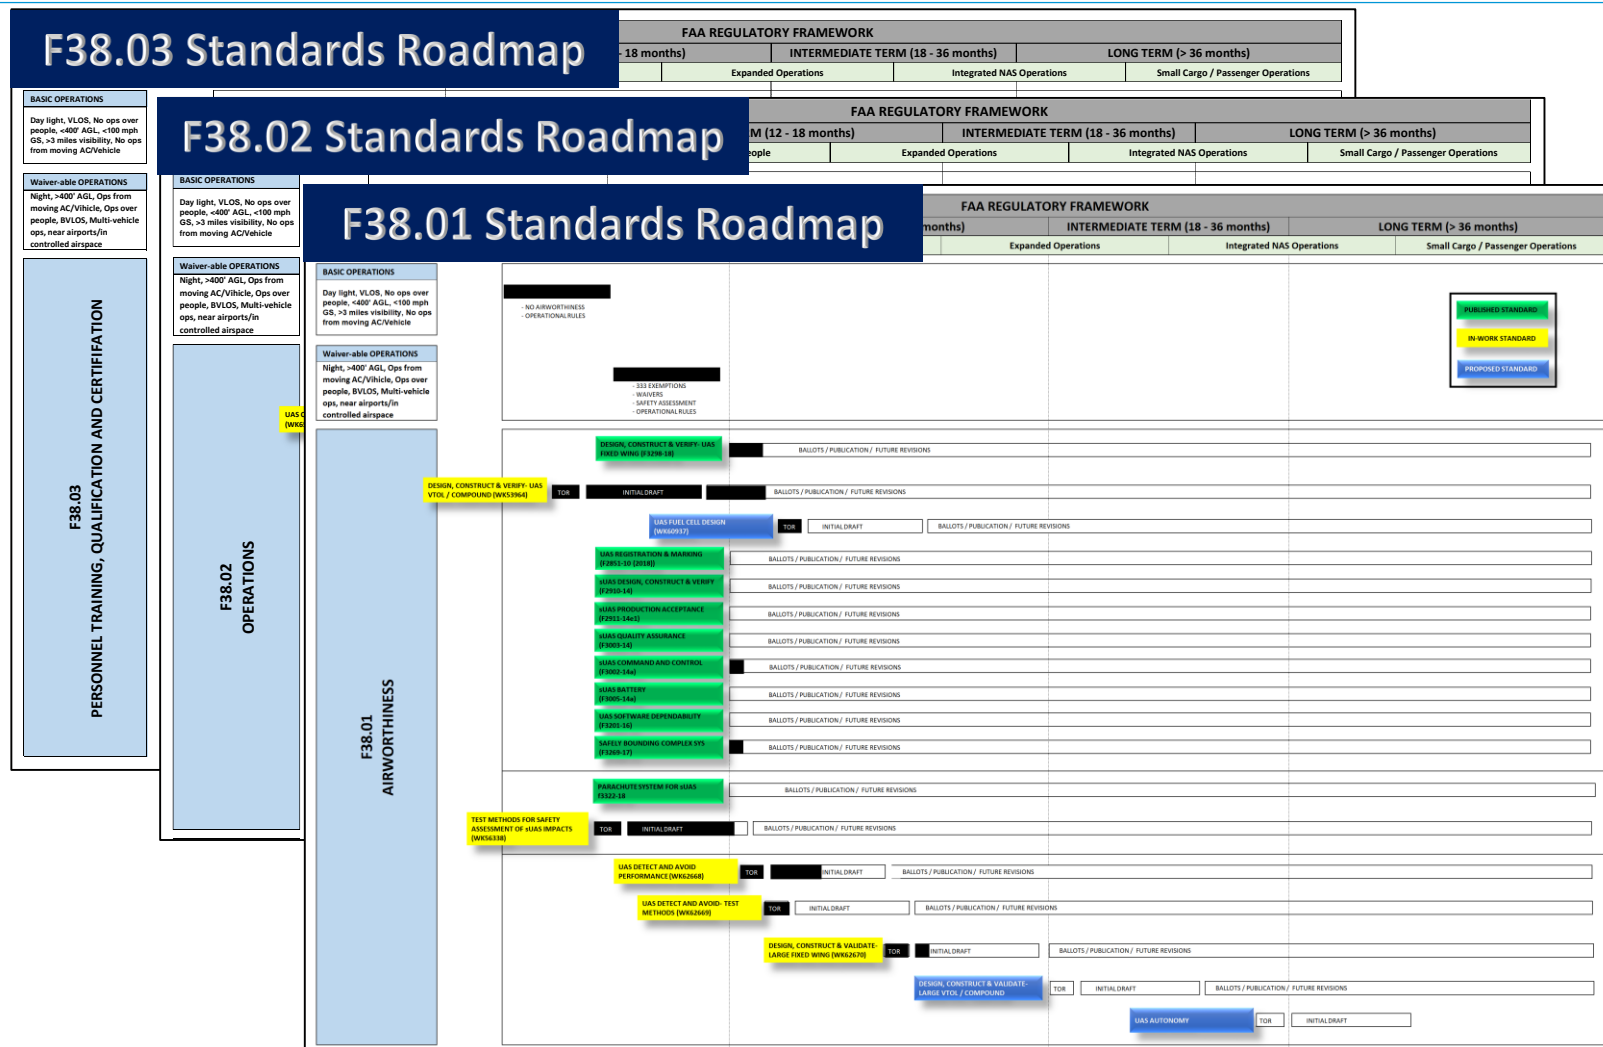 F38.03 Standards Roadmap
FAA REGULATORY FRAMEWORK
- 18 months)
INTERMEDIATE TERM (18 - 36 months)
LONG TERM (> 36 months)
Expanded Operations
Integrated NAS Operations
Small Cargo / Passenger Operations
BASIC OPERATIONS
Day light, VLOS, No ops over
people, <400' AGL, <100 mph
GS, >3 miles visibility, No ops
from moving AC/Vehicle
Waiver-able OPERATIONS
Night, >400' AGL, Ops from
moving AC/Vihicle, Ops over
people, BVLOS, Multi-vehicle
ops, near airports/in
controlled airspace
F38.03
PERSONNEL TRAINING, QUALIFICATION AND CERTIFIFATION
F38.02 Standards Roadmap
FAA REGULATORY FRAMEWORK
M (12 - 18 months)
INTERMEDIATE TERM (18 - 36 months)
LONG TERM (> 36 months)
eople
Expanded Operations
Integrated NAS Operations
Small Cargo / Passenger Operations
BASIC OPERATIONS
Day light, VLOS, No ops over
people, <400' AGL, <100 mph
GS, >3 miles visibility, No ops
from moving AC/Vehicle
Waiver-able OPERATIONS
Night, >400' AGL, Ops from
moving AC/Vihicle, Ops over
people, BVLOS, Multi-vehicle
ops, near airports/in
controlled airspace
F38.02
OPERATIONS
UAS
F38.01 Standards Roadmap
FAA REGULATORY FRAMEWORK
months)
INTERMEDIATE TERM (18 - 36 months)
LONG TERM (> 36 months)
Expanded Operations
Integrated NAS Operations
Small Cargo / Passenger Operations
BASIC OPERATIONS
Day light, VLOS, No ops over
people, <400' AGL, <100 mph
GS, >3 miles visibility, No ops
from moving AC/Vehicle
Waiver-able OPERATIONS
Night, >400' AGL, Ops from
moving AC/Vihicle, Ops over
people, BVLOS, Multi-vehicle
ops, near airports/in
controlled airspace
F38.01
AIRWORTHINESS
- NO AIRWORTHINESS
- OPERATIONAL RULES
- 333 EXEMPTIONS
- WAIVERS
- SAFETY ASSESSMENT
- OPERATIONAL RULES
PUBLISHED STANDARD
IN-WORK STANDARD
PROPOSED STANDARD
DESIGN, CONSTRUCT & VERIFY- UAS
FIXED WING (F3298-18)
BALLOTS / PUBLICATION / FUTURE REVISIONS
DESIGN, CONSTRUCT & VERIFY- UAS
VTOL / COMPOUND (WK53964)
TOR
INITIAL DRAFT
BALLOTS / PUBLICATION / FUTURE REVISIONS
UAS FUEL CELL DESIGN
(WK60937)
TOR
INITIAL DRAFT
BALLOTS / PUBLICATION / FUTURE REVISIONS
UAS REGISTRATION & MARKING
(F2851-10 (2018))
BALLOTS / PUBLICATION / FUTURE REVISIONS
sUAS DESIGN, CONSTRUCT & VERIFY
(F2910-14)
BALLOTS / PUBLICATION / FUTURE REVISIONS
sUAS PRODUCTION ACCEPTANCE
(F2911-14e1)
BALLOTS / PUBLICATION / FUTURE REVISIONS
sUAS QUALITY ASSURANCE
(F3003-14)
BALLOTS / PUBLICATION / FUTURE REVISIONS
sUAS COMMAND AND CONTROL
(F3002-14a)
BALLOTS / PUBLICATION / FUTURE REVISIONS
sUAS BATTERY
(F3005-14a)
BALLOTS / PUBLICATION / FUTURE REVISIONS
UAS SOFTWARE DEPENDABILITY
(F3201-16)
BALLOTS / PUBLICATION / FUTURE REVISIONS
SAFELY BOUNDING COMPLEX SYS
(F3269-17)
BALLOTS / PUBLICATION / FUTURE REVISIONS
PARACHUTE SYSTEM FOR sUAS
F3322-18
BALLOTS / PUBLICATION / FUTURE REVISIONS
TEST METHODS FOR SAFETY
ASSESSMENT OF sUAS IMPACTS
(WK56338)
TOR
INITIAL DRAFT
BALLOTS / PUBLICATION / FUTURE REVISIONS
UAS DETECT AND AVOID
PERFORMANCE (WK62668)
TOR
INITIAL DRAFT
BALLOTS / PUBLICATION / FUTURE REVISIONS
UAS DETECT AND AVOID- TEST
METHODS (WK62669)
TOR
INITIAL DRAFT
BALLOTS / PUBLICATION / FUTURE REVISIONS
DESIGN, CONSTRUCT & VALIDATE-
LARGE FIXED WING (WK62670)
TOR
INITIAL DRAFT
BALLOTS / PUBLICATION / FUTURE REVISIONS
DESIGN, CONSTRUCT & VALIDATE-
LARGE VTOL / COMPOUND
TOR
INITIAL DRAFT
BALLOTS / PUBLICATION / FUTURE REVISIONS
UAS AUTONOMY
TOR
INITIAL DRAFT